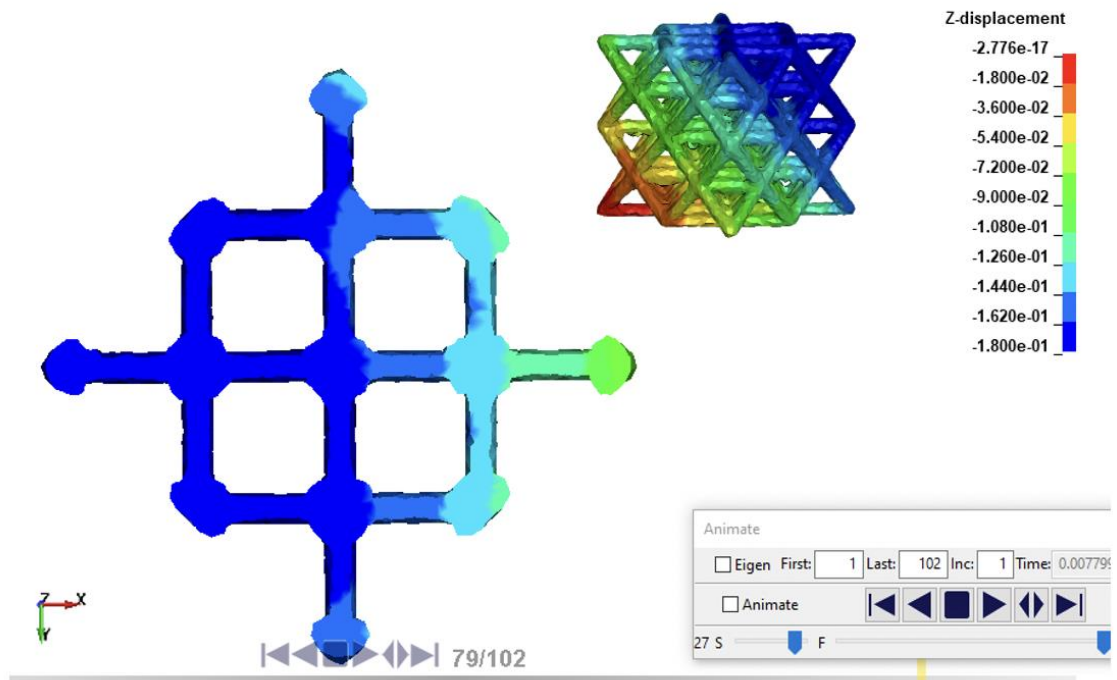 Z-displacement
-2.776e-17
-1.800e-02
-3.600e-02
-5.400e-02
-7.200e-02
-9.000e-02
-1.080e-01
-1.260e-01
-1.440e-01
-1.620e-01
-1.800e-01
Animate
Eigen First: 1 Last: 102 Inc: 1 Time: 0.007799
Animate
27 S F
Z X
Y
79/102